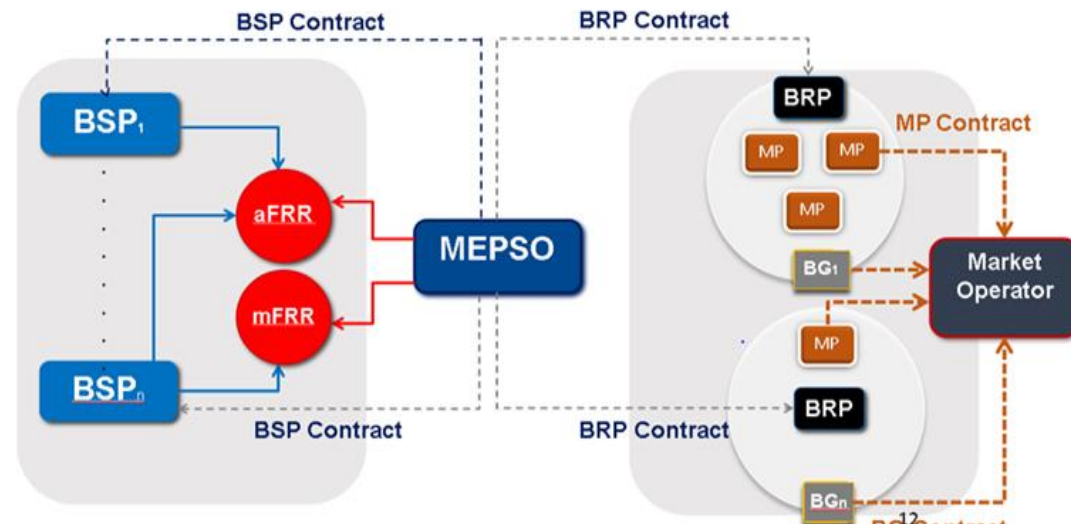 BSP Contract
BRP Contract
BSP1
BRP
MP Contract
MP
MP
aFRR
MP
MEPSO
BG1
Market
Operator
mFRR
MP
BSPn
BRP
BSP Contract
BRP Contract
BGn
12
Contract